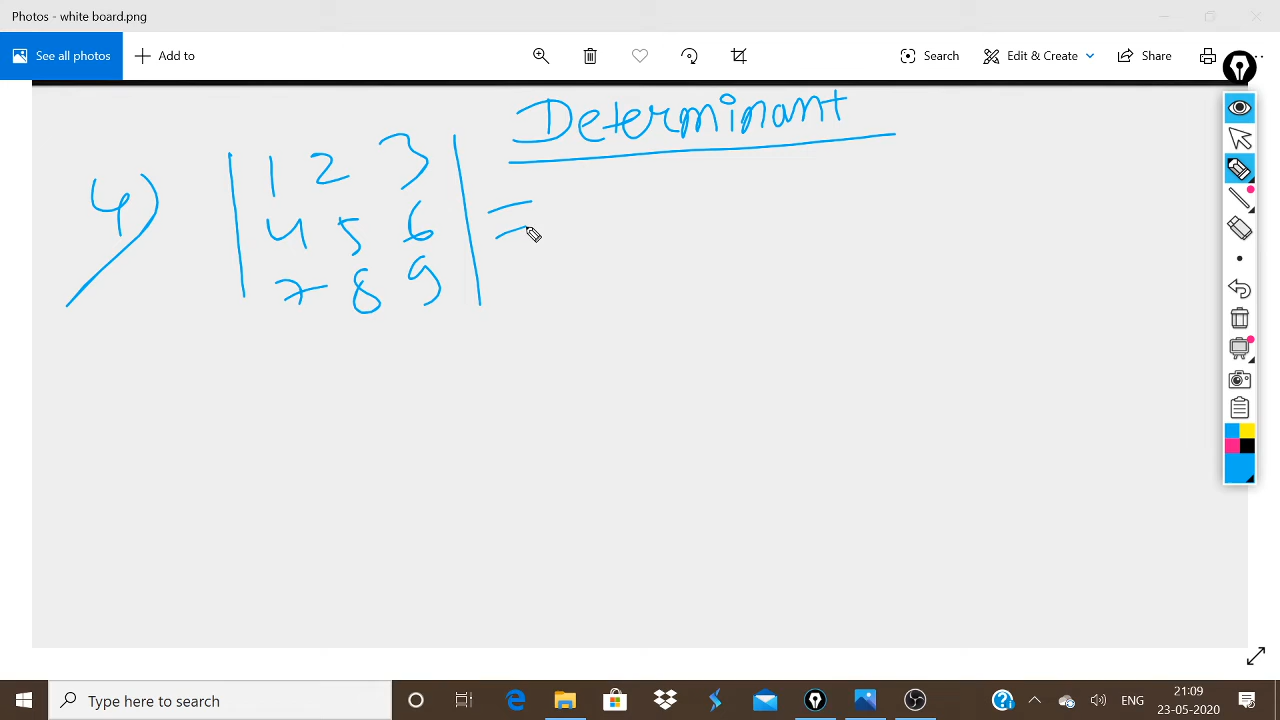 Photos - white board.png
See all photos
Add to
Search
Edit & Create
Share
Determinant
4) | 1 2 3 |
| 4 5 6 | =
| 7 8 9 |
Type here to search
ENG
21:09
23-05-2020